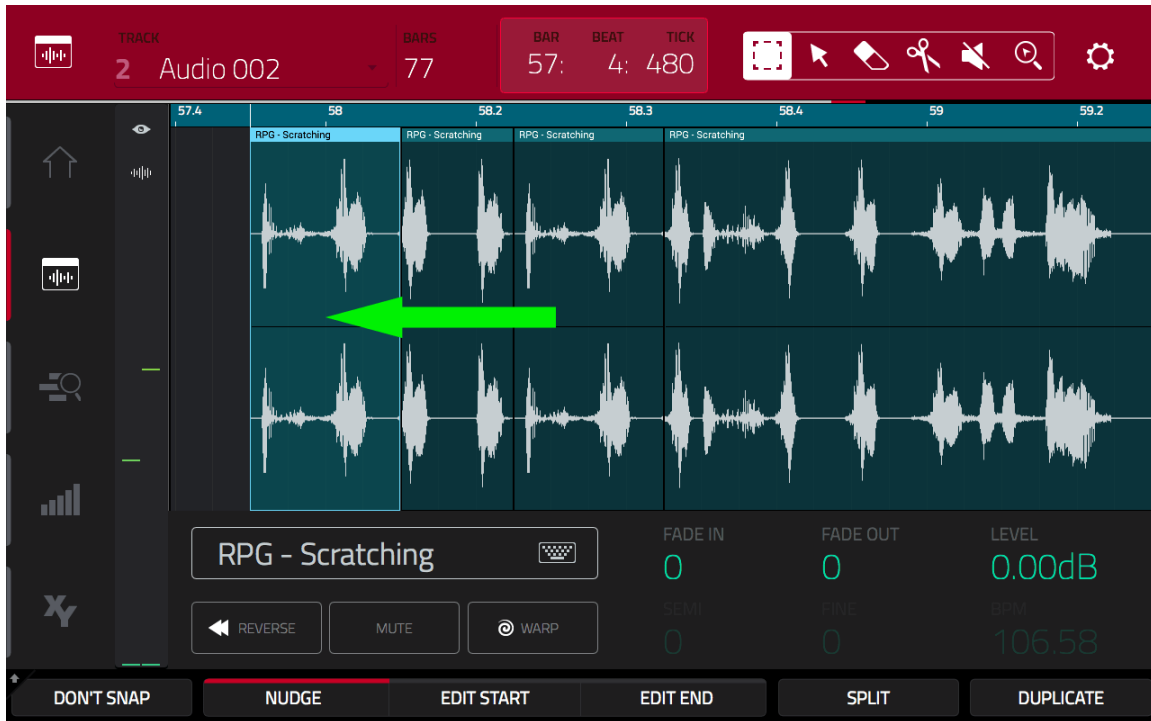 TRACK
2 Audio 002
BARS
77
BAR BEAT TICK
57: 4: 480
57.4 58 58.2 58.3 58.4 59 59.2
RPG - Scratching RPG - Scratching RPG - Scratching RPG - Scratching
RPG - Scratching
FADE IN FADE OUT LEVEL
0 0 0.00dB
REVERSE MUTE WARP
SEMI FINE BPM
0 0 106.58
XY
DON'T SNAP NUDGE EDIT START EDIT END SPLIT DUPLICATE